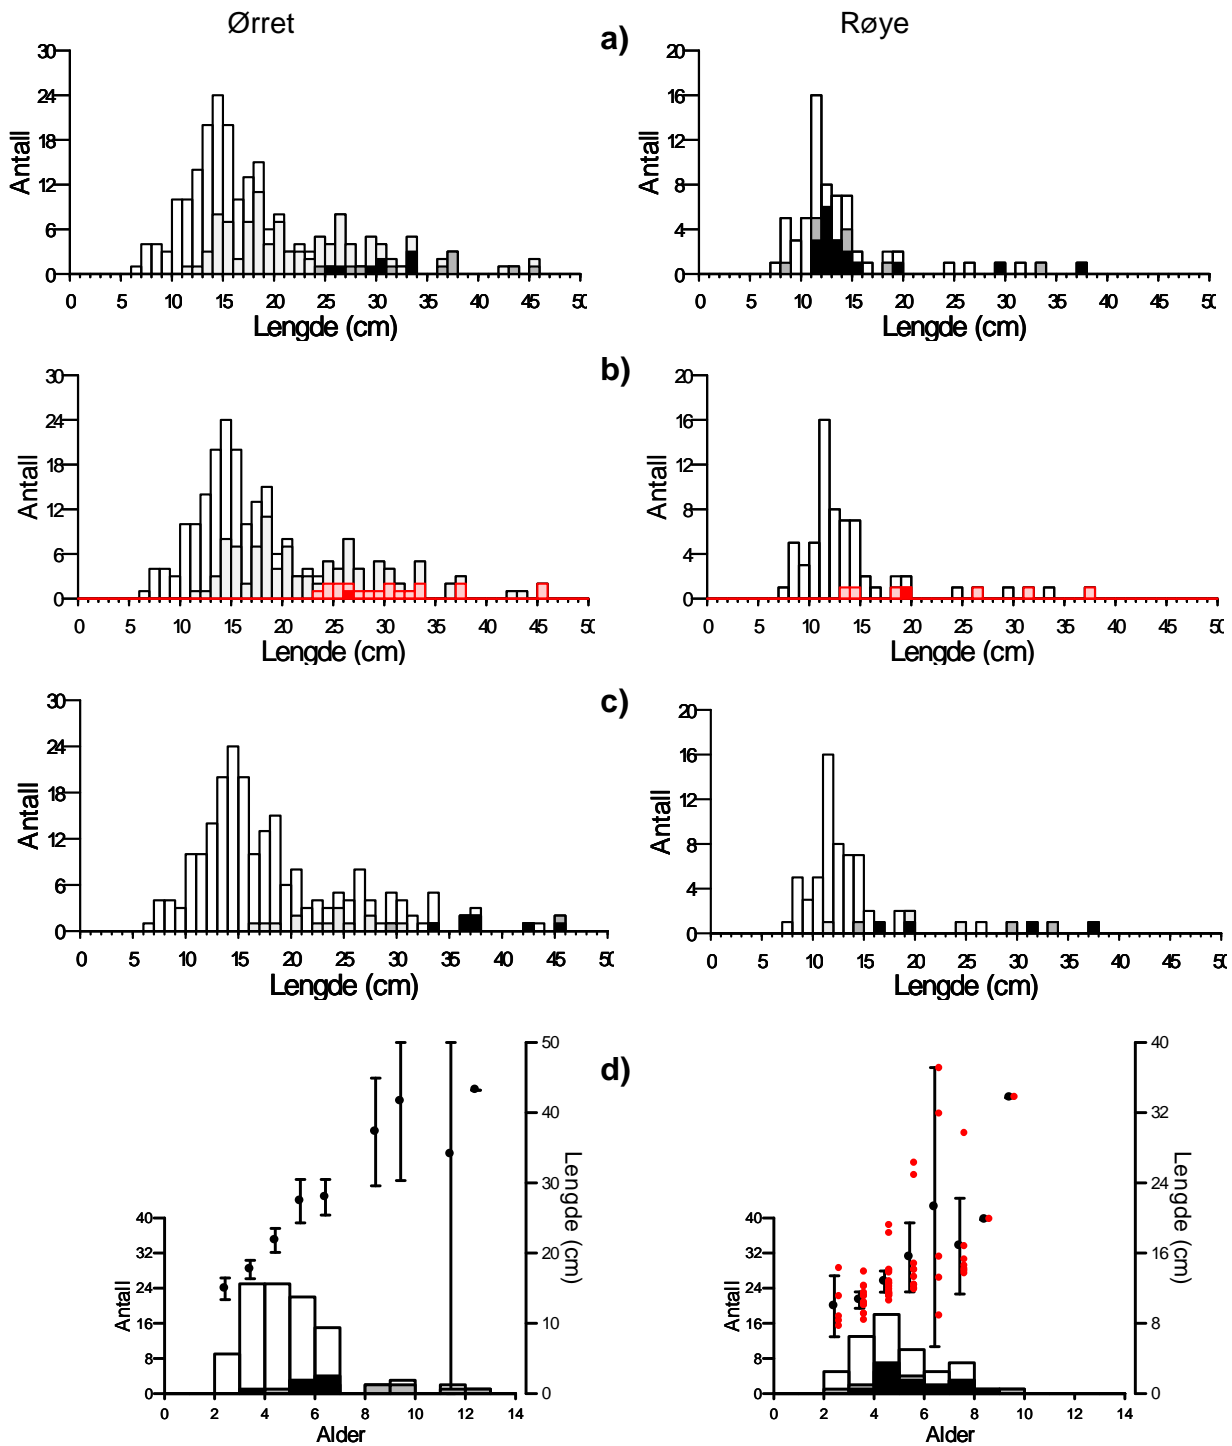 Ørret a) Røye
30 24 18 12 6 0
Antall
0 5 10 15 20 25 30 35 40 45 50
Lengde (cm)
20 16 12 8 4 0
Antall
0 5 10 15 20 25 30 35 40 45 50
Lengde (cm)
b)
30 24 18 12 6 0
Antall
0 5 10 15 20 25 30 35 40 45 50
Lengde (cm)
20 16 12 8 4 0
Antall
0 5 10 15 20 25 30 35 40 45 50
Lengde (cm)
c)
30 24 18 12 6 0
Antall
0 5 10 15 20 25 30 35 40 45 50
Lengde (cm)
20 16 12 8 4 0
Antall
0 5 10 15 20 25 30 35 40 45 50
Lengde (cm)
d)
40 32 24 16 8 0
Antall
50 40 30 20 10 0
Lengde (cm)
0 2 4 6 8 10 12 14
Alder
40 32 24 16 8 0
Antall
40 32 24 16 8 0
Lengde (cm)
0 2 4 6 8 10 12 14
Alder